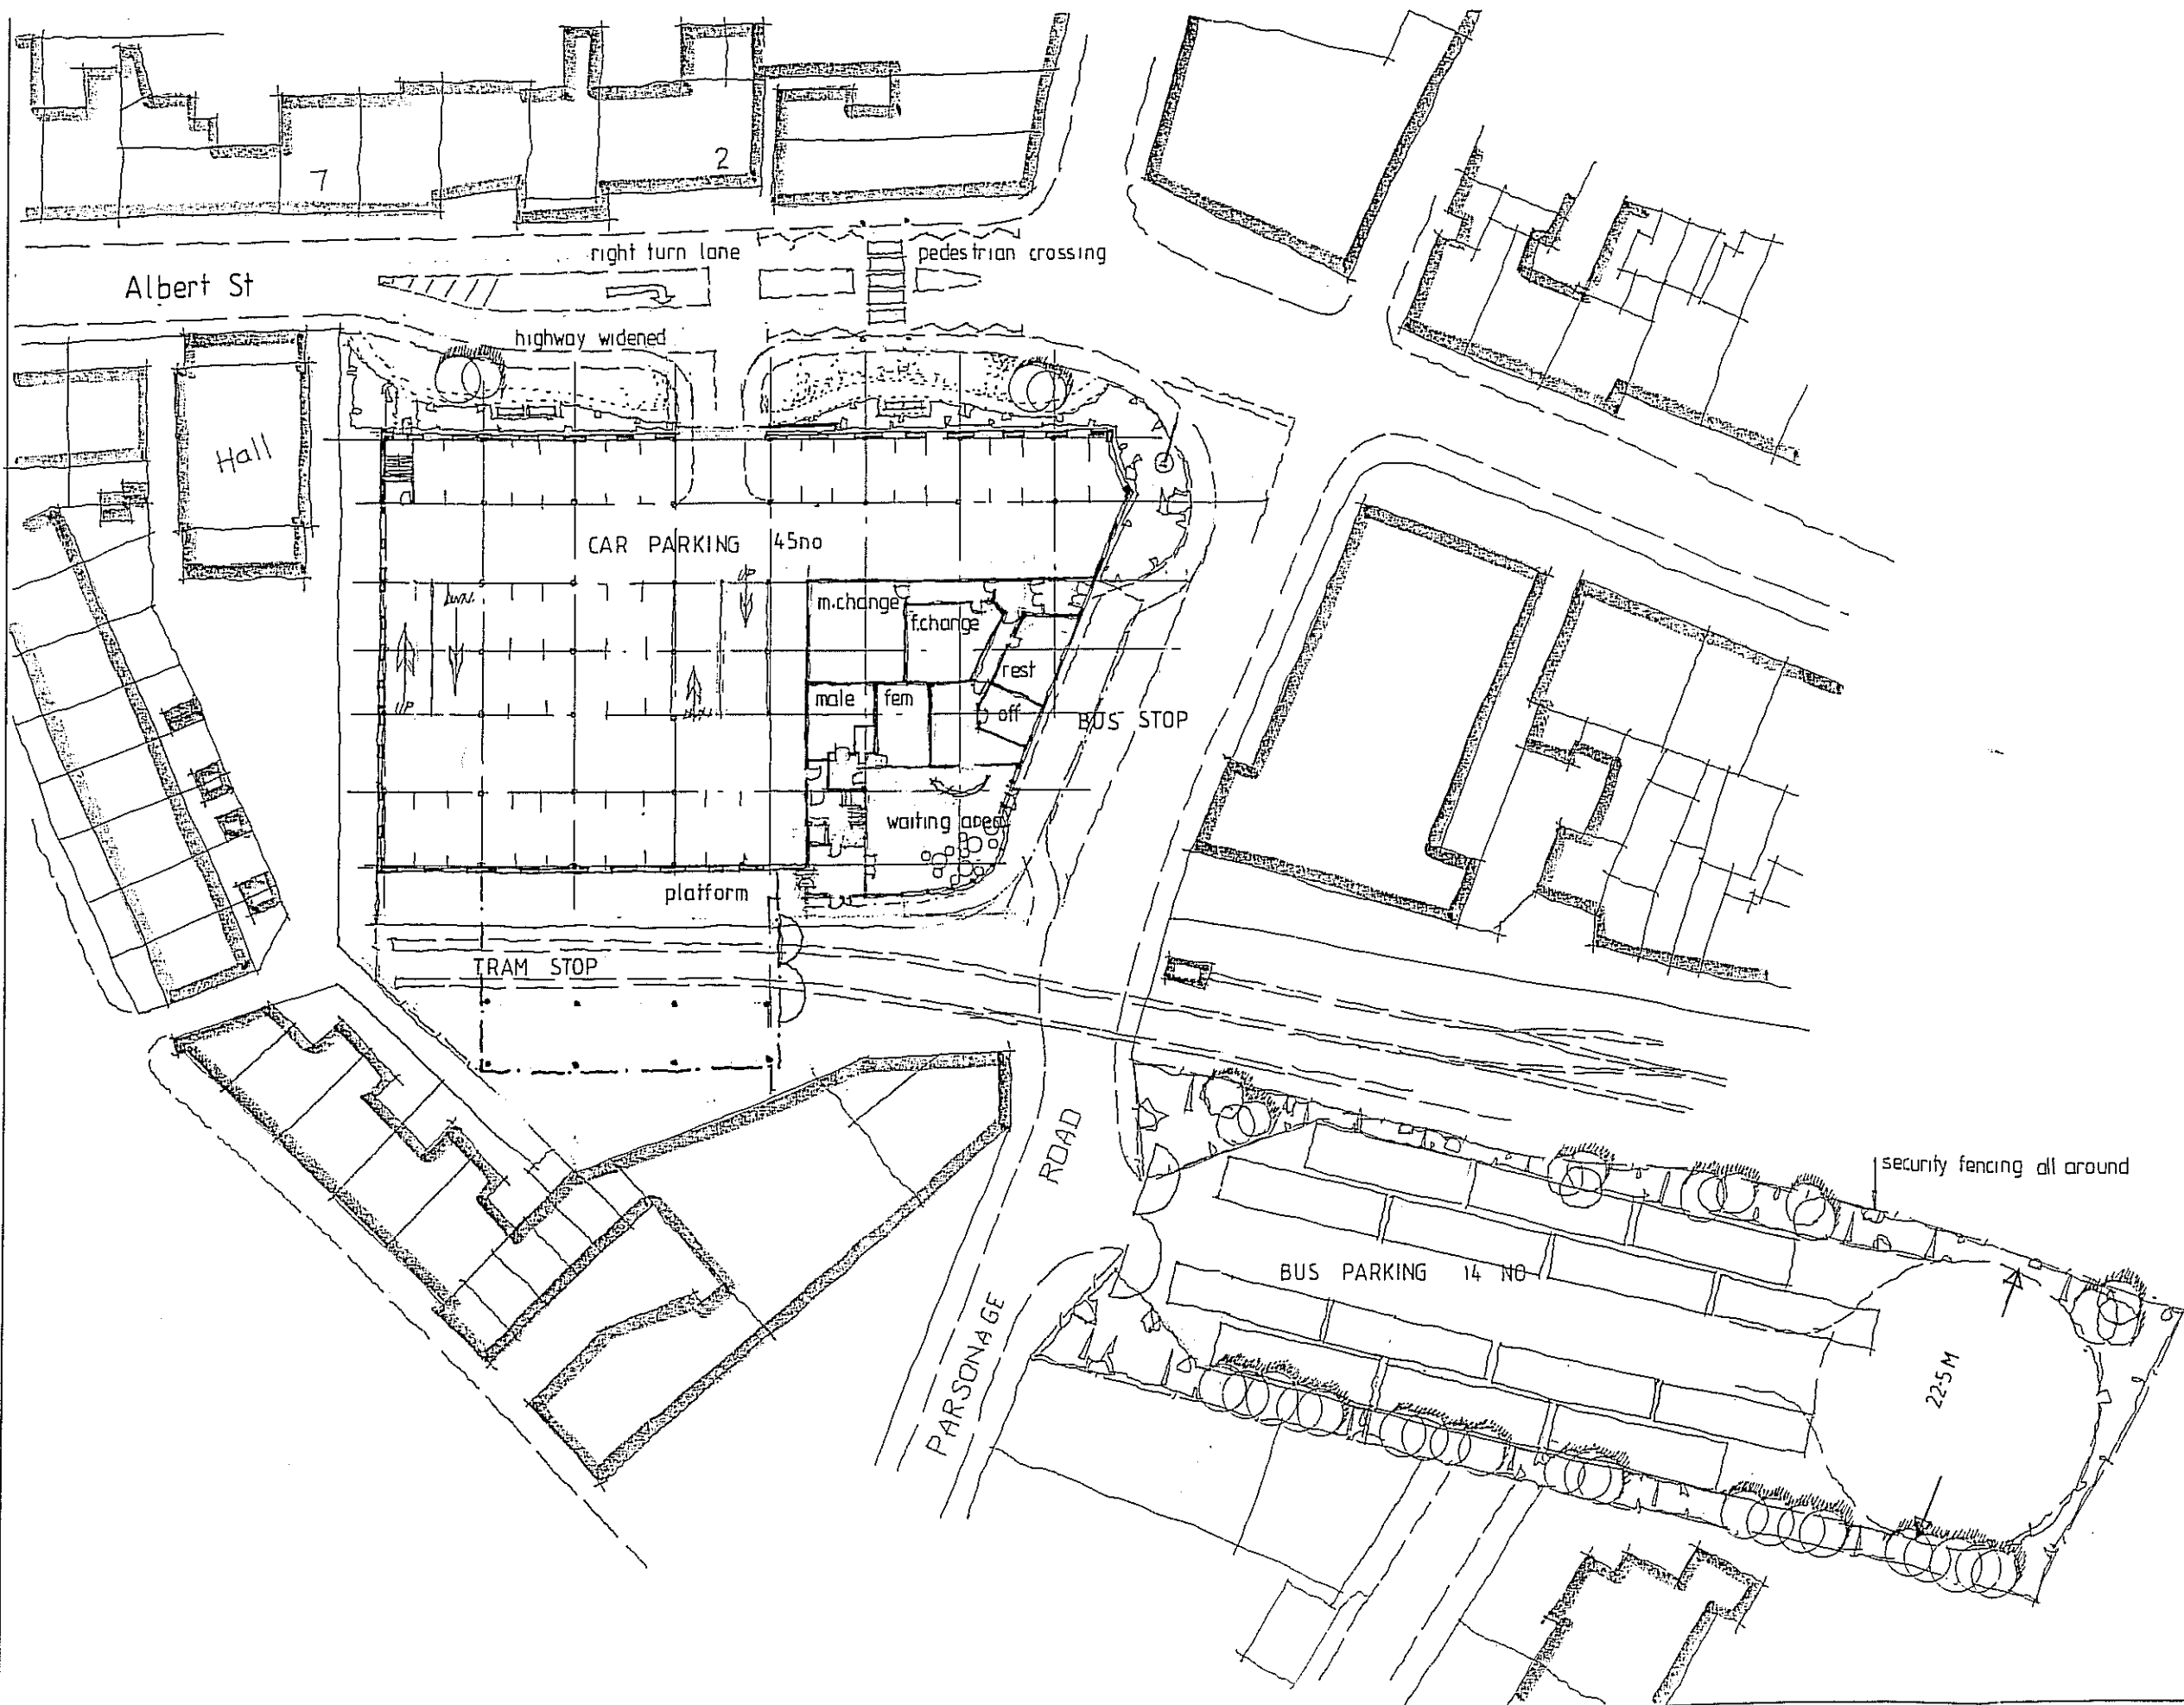 7
2
right turn lane
pedestrian crossing
Albert St
highway widened
Hall
CAR PARKING 45no
UP
m.change
f.change
rest
UP
male
fem
off
BUS STOP
waiting area
platform
TRAM STOP
ROAD
security fencing all around
BUS PARKING 14 NO
PARSONAGE
22·5M